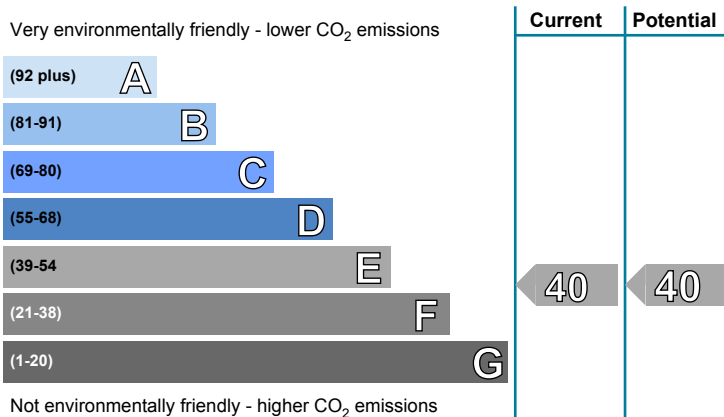 Current Potential
Very environmentally friendly - lower CO₂ emissions
(92 plus) A
(81-91) B
(69-80) C
(55-68) D
(39-54 E
40 40
(21-38) F
(1-20) G
Not environmentally friendly - higher CO₂ emissions